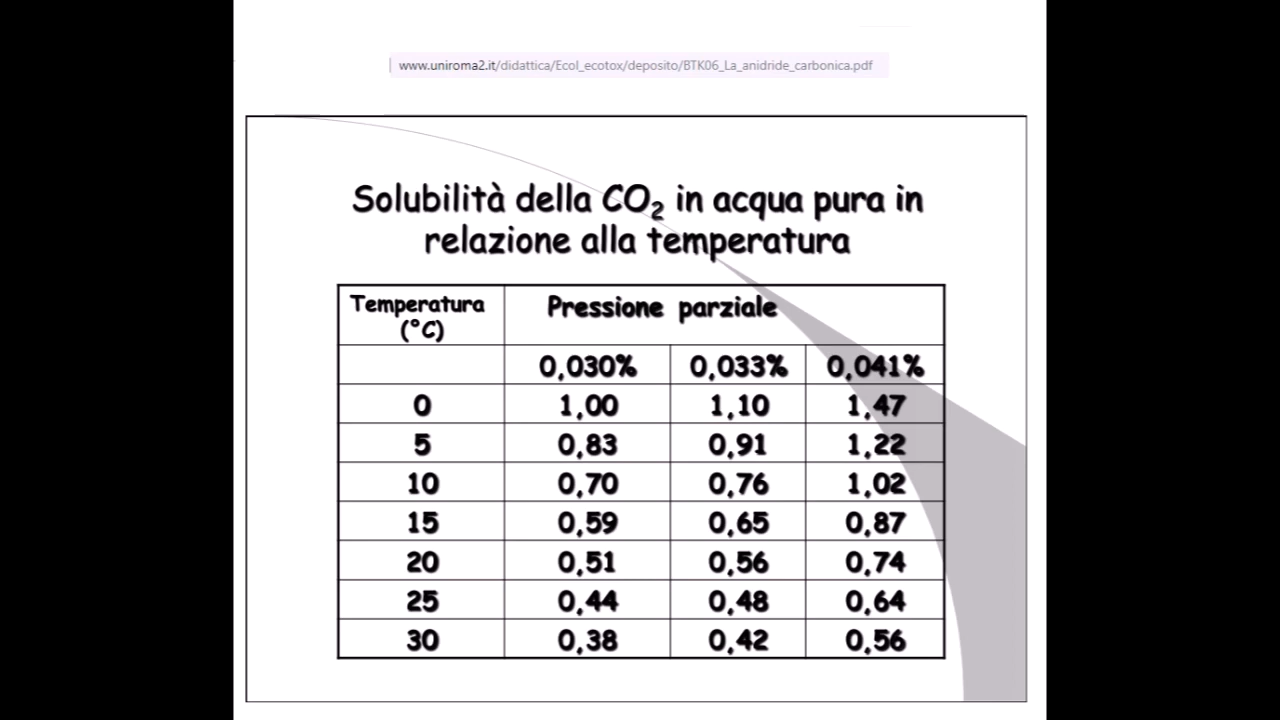 www.uniroma2.it/didattica/Ecol_ecotox/deposito/BTK06_La_anidride_carbonica.pdf
Solubilità della CO₂ in acqua pura in
relazione alla temperatura
Temperatura Pressione parziale
(°C)
0,030% 0,033% 0,041%
0 1,00 1,10 1,47
5 0,83 0,91 1,22
10 0,70 0,76 1,02
15 0,59 0,65 0,87
20 0,51 0,56 0,74
25 0,44 0,48 0,64
30 0,38 0,42 0,56